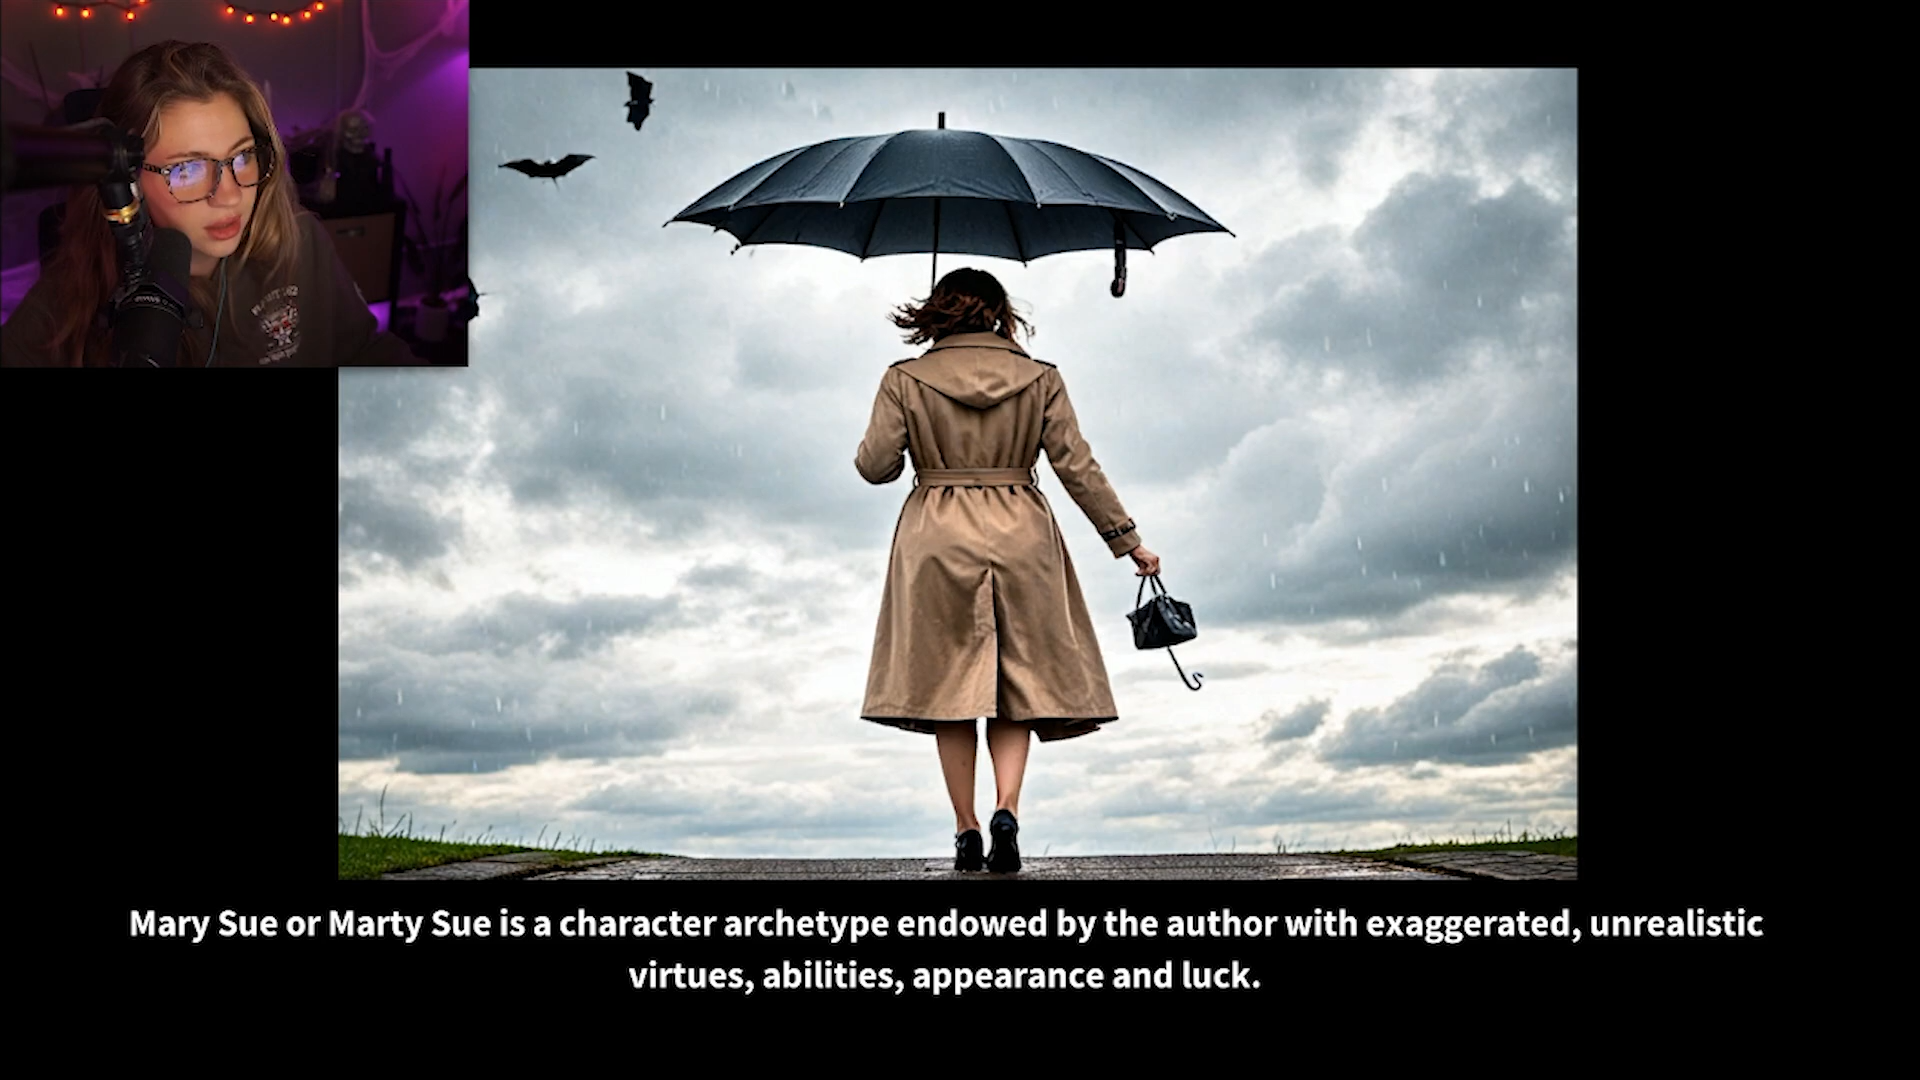 Mary Sue or Marty Sue is a character archetype endowed by the author with exaggerated, unrealistic
virtues, abilities, appearance and luck.